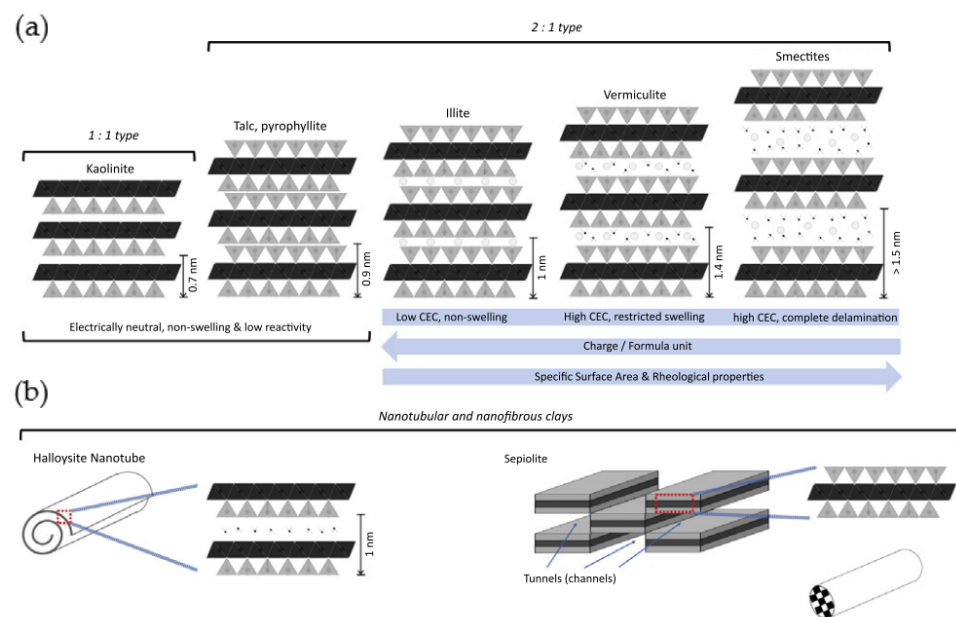 (a)
2 : 1 type
Smectites
Vermiculite
Illite
Talc, pyrophyllite
1 : 1 type
Kaolinite
0.7 nm
0.9 nm
1 nm
1.4 nm
> 1.5 nm
Electrically neutral, non-swelling & low reactivity
Low CEC, non-swelling
High CEC, restricted swelling
high CEC, complete delamination
Charge / Formula unit
Specific Surface Area & Rheological properties
(b)
Nanotubular and nanofibrous clays
Halloysite Nanotube
Sepiolite
1 nm
Tunnels (channels)